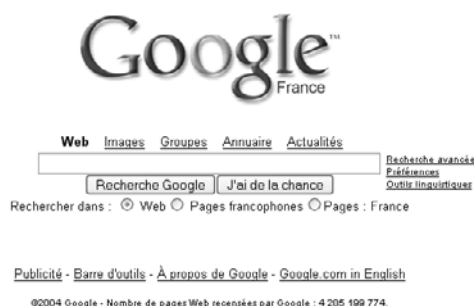 Google™
France
Web Images Groupes Annuaire Actualités
Recherche avancée
Préférences
Outils linguistiques
Recherche Google J'ai de la chance
Rechercher dans : Web Pages francophones Pages : France
Publicité - Barre d'outils - À propos de Google - Google.com in English
©2004 Google - Nombre de pages Web recensées par Google : 4 205 199 774.